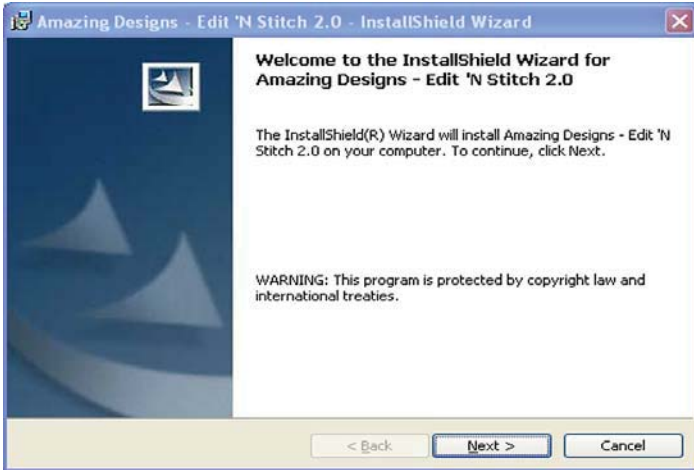 Amazing Designs - Edit 'N Stitch 2.0 - InstallShield Wizard
Welcome to the InstallShield Wizard for
Amazing Designs - Edit 'N Stitch 2.0
The InstallShield(R) Wizard will install Amazing Designs - Edit 'N
Stitch 2.0 on your computer. To continue, click Next.
WARNING: This program is protected by copyright law and
international treaties.
< Back
Next >
Cancel